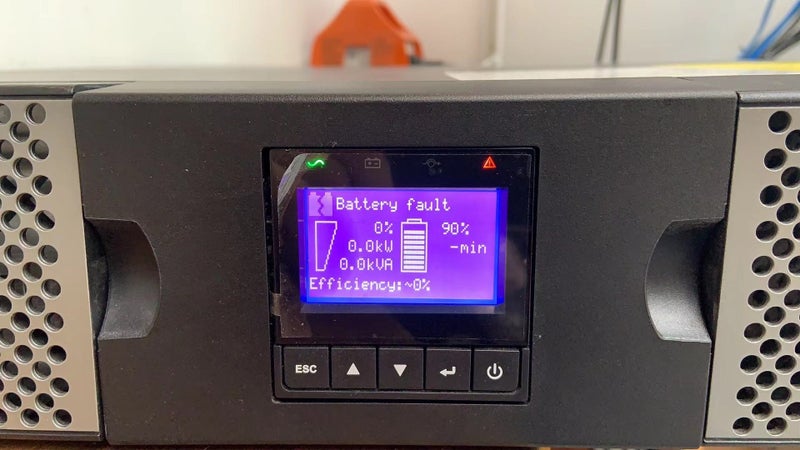 Battery fault
0% 90%
0.0kW -min
0.0kVA
Efficiency:~0%
ESC